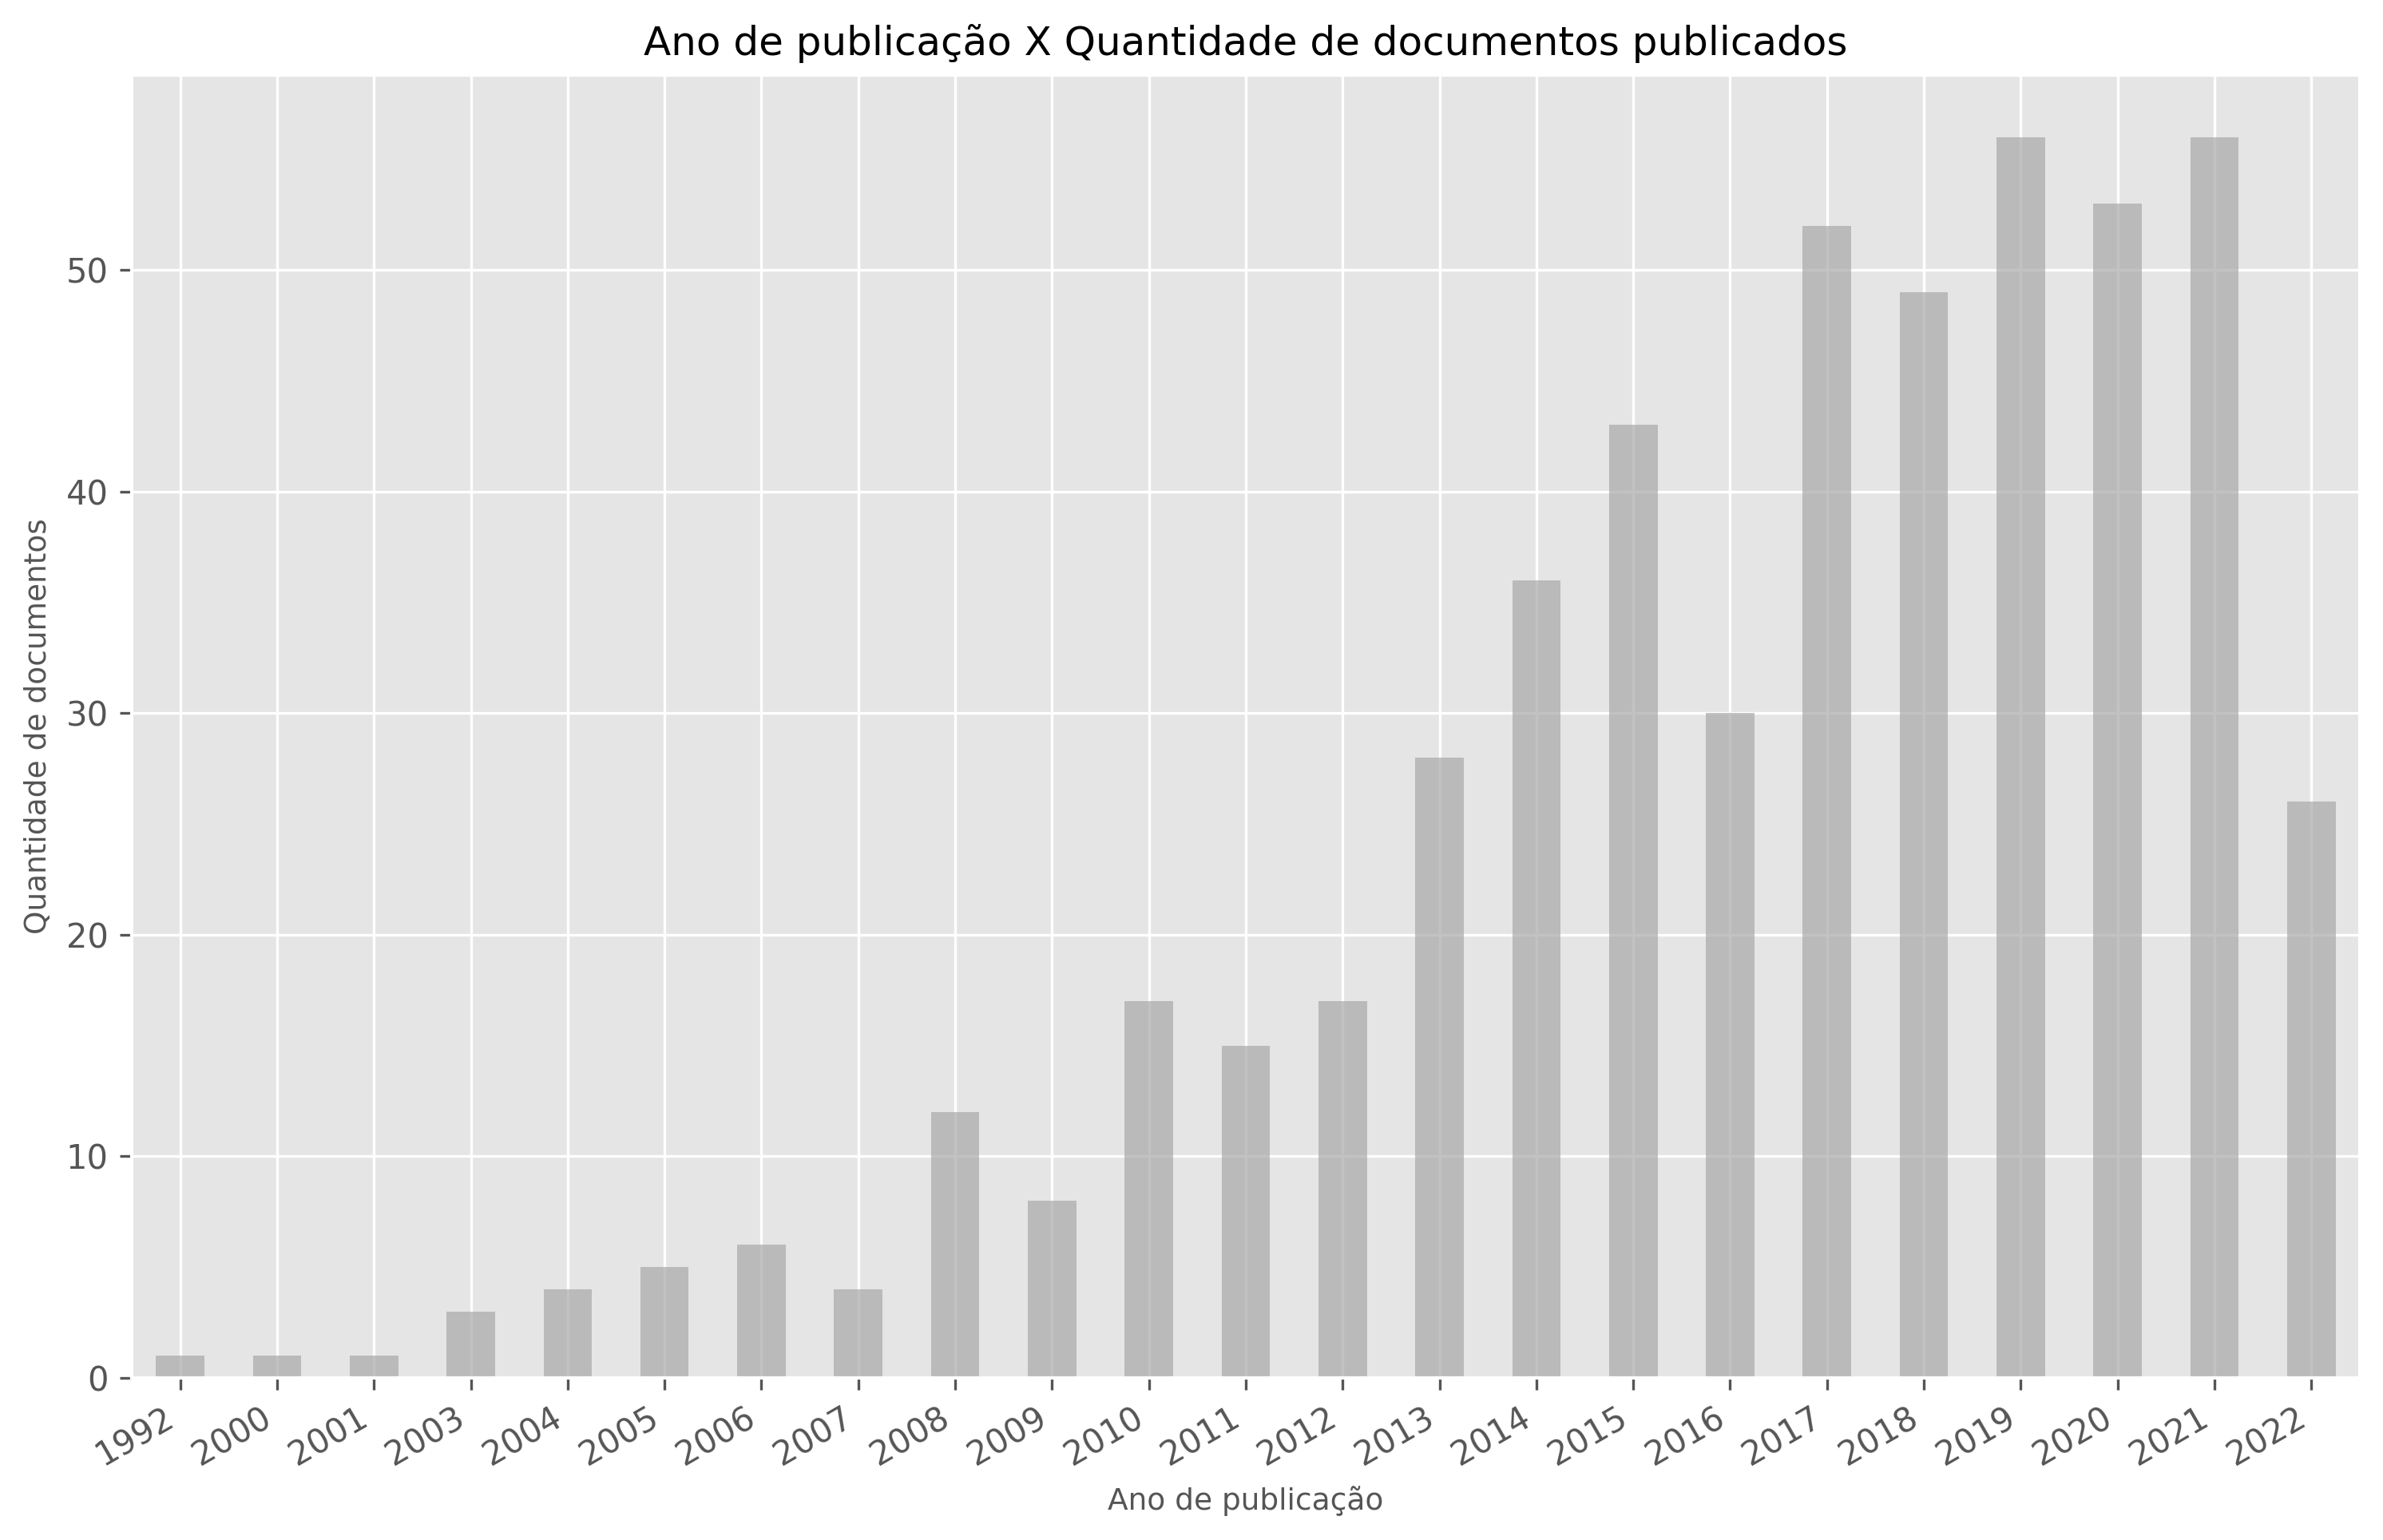 Ano de publicação X Quantidade de documentos publicados
Quantidade de documentos
50
40
30
20
10
0
1992 2000 2001 2003 2004 2005 2006 2007 2008 2009 2010 2011 2012 2013 2014 2015 2016 2017 2018 2019 2020 2021 2022
Ano de publicação